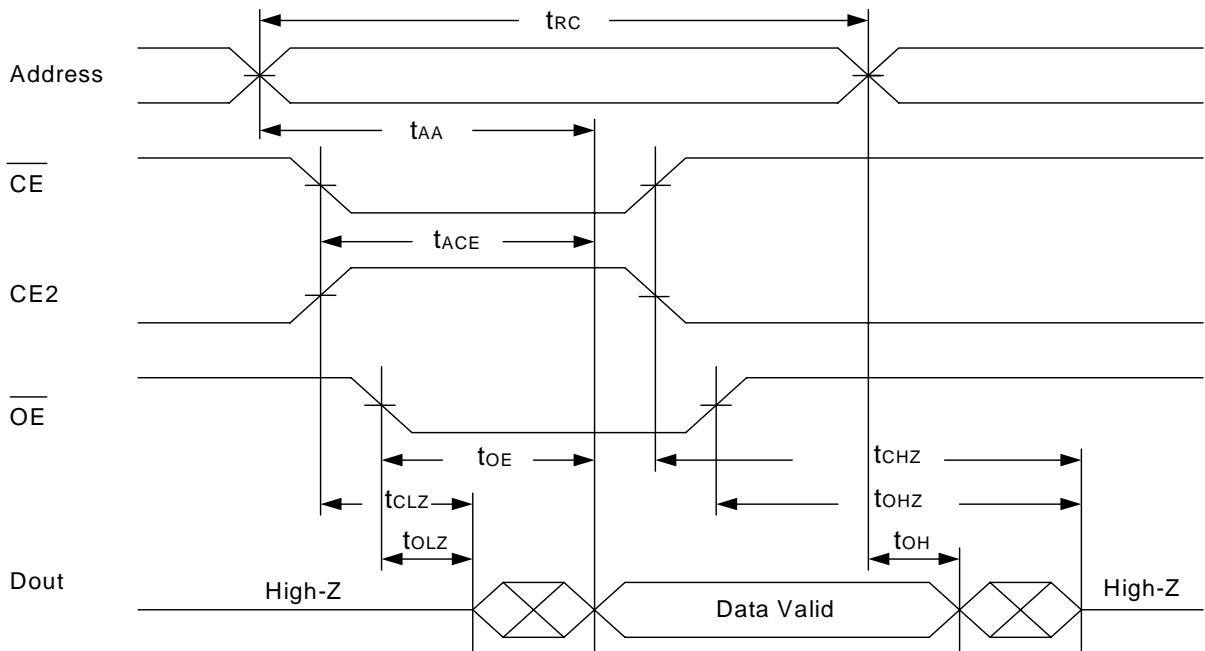 tRC
Address
tAA
CE
tACE
CE2
OE
tOE
tCHZ
tCLZ
tOHZ
tOLZ
tOH
Dout
High-Z
Data Valid
High-Z